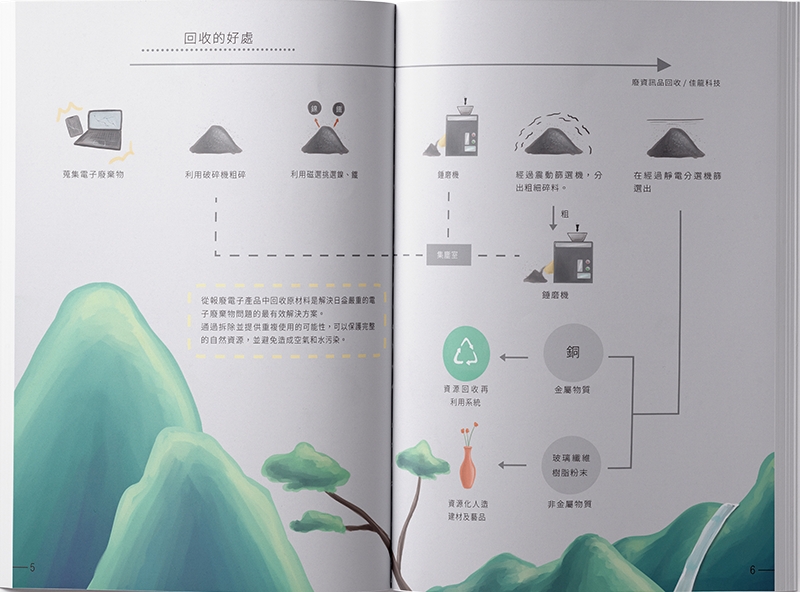 回收的好處
廢資訊品回收 / 佳龍科技
鎳
鐵
蒐集電子廢棄物
利用破碎機粗碎
利用磁選挑選鎳、鐵
錘磨機
經過震動篩選機，分
出粗細碎料。
在經過靜電分選機篩
選出
粗
集塵室
錘磨機
從報廢電子產品中回收原材料是解決日益嚴重的電
子廢棄物問題的最有效解決方案。
通過拆除並提供重複使用的可能性，可以保護完整
的自然資源，並避免造成空氣和水污染。
銅
資源回收再
利用系統
金屬物質
玻璃纖維
樹脂粉末
資源化人造
建材及藝品
非金屬物質
5
6